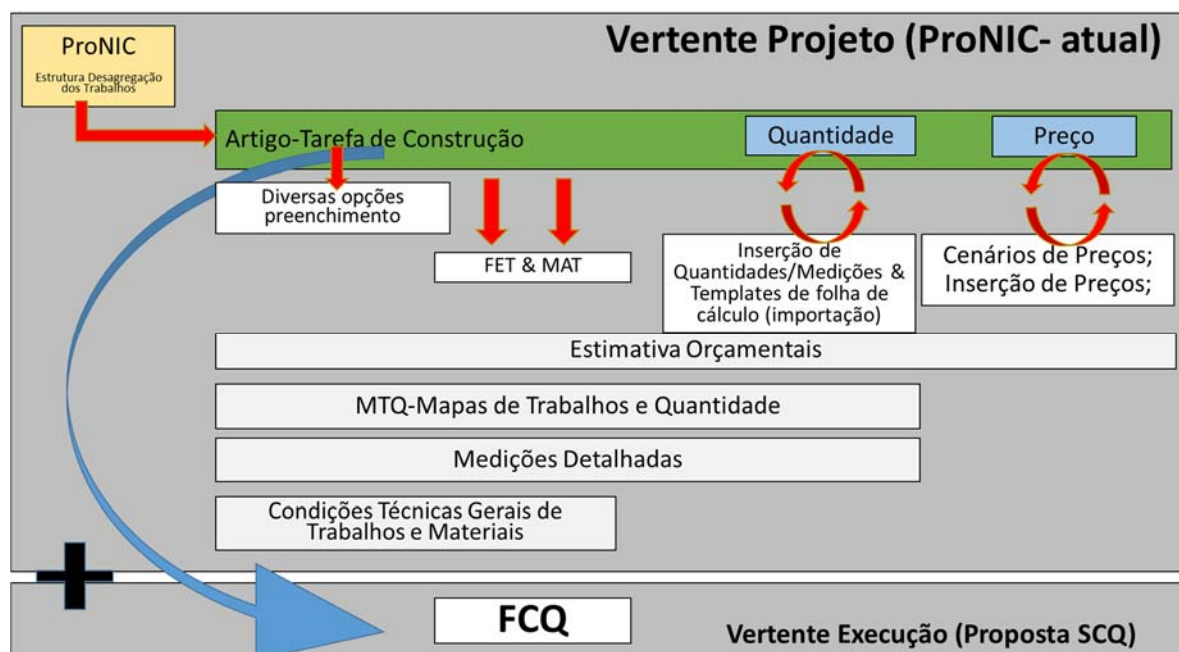 Vertente Projeto (ProNIC- atual)
ProNIC
Estrutura Desagregação
dos Trabalhos
Artigo-Tarefa de Construção
Quantidade
Preço
Diversas opções
preenchimento
FET & MAT
Inserção de
Quantidades/Medições &
Templates de folha de
cálculo (importação)
Cenários de Preços;
Inserção de Preços;
Estimativa Orçamentais
MTQ-Mapas de Trabalhos e Quantidade
Medições Detalhadas
Condições Técnicas Gerais de
Trabalhos e Materiais
FCQ
Vertente Execução (Proposta SCQ)